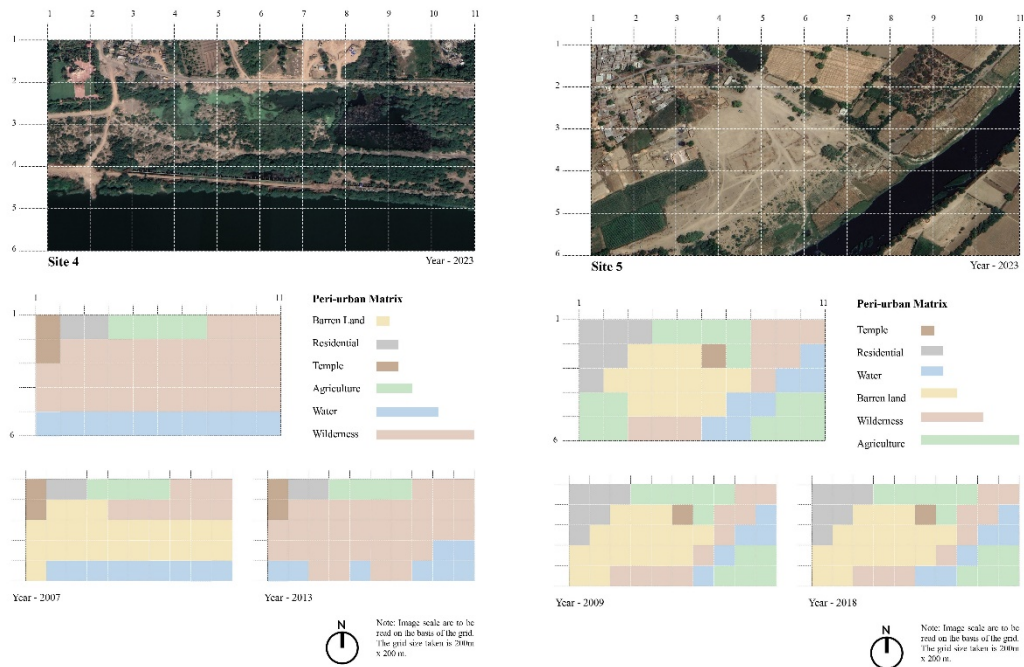 1 2 3 4 5 6 7 8 9 10 11
1
2
3
4
5
6
Site 4
Year - 2023
1
11
1
6
Peri-urban Matrix
Barren Land
Residential
Temple
Agriculture
Water
Wilderness
Year - 2007
Year - 2013
N
Note: Image scale are to be
read on the basis of the grid.
The grid size taken is 200m
x 200 m.
1 2 3 4 5 6 7 8 9 10 11
1
2
3
4
5
6
Site 5
Year - 2023
1
11
1
6
Peri-urban Matrix
Temple
Residential
Water
Barren land
Wilderness
Agriculture
Year - 2009
Year - 2018
N
Note: Image scale are to be
read on the basis of the grid.
The grid size taken is 200m
x 200 m.